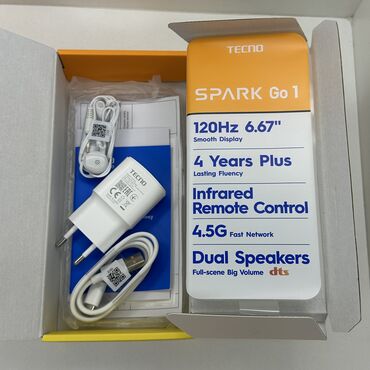 TECNO
SPARK Go 1
120Hz 6.67"
Smooth Display
4 Years Plus
Lasting Fluency
Infrared
Remote Control
4.5G Fast Network
Dual Speakers
Full-scene Big Volume dts
TECNO